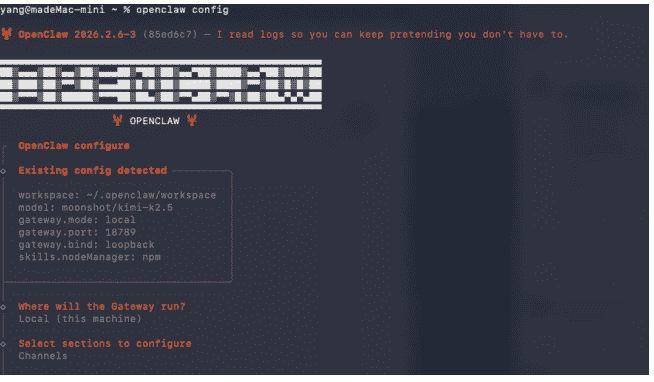 yang@madeMac-mini ~ % openclaw config
OpenClaw 2026.2.6-3 (85ed6c7) — I read logs so you can keep pretending you don't have to.
OPENCLAW
OPENCLAW
OpenClaw configure
Existing config detected
workspace: ~/.openclaw/workspace
model: moonshot/kimi-k2.5
gateway.mode: local
gateway.port: 18789
gateway.bind: loopback
skills.nodeManager: npm
Where will the Gateway run?
Local (this machine)
Select sections to configure
Channels